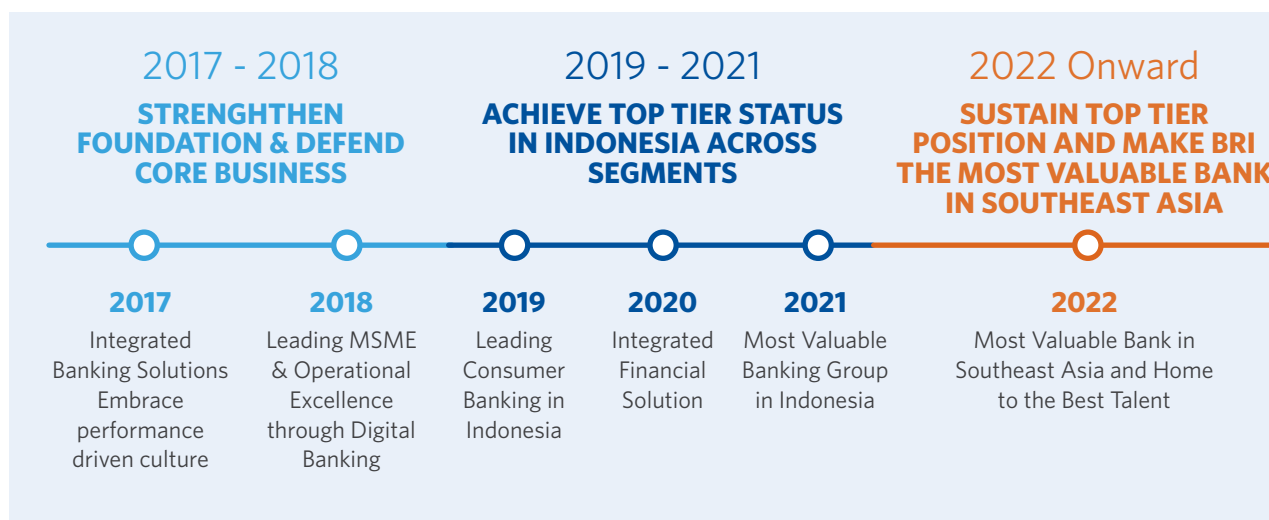 2017 - 2018
STRENGHTEN
FOUNDATION & DEFEND
CORE BUSINESS
2019 - 2021
ACHIEVE TOP TIER STATUS
IN INDONESIA ACROSS
SEGMENTS
2022 Onward
SUSTAIN TOP TIER
POSITION AND MAKE BRI
THE MOST VALUABLE BANK
IN SOUTHEAST ASIA
2017
Integrated
Banking Solutions
Embrace
performance
driven culture
2018
Leading MSME
& Operational
Excellence
through Digital
Banking
2019
Leading
Consumer
Banking in
Indonesia
2020
Integrated
Financial
Solution
2021
Most Valuable
Banking Group
in Indonesia
2022
Most Valuable Bank in
Southeast Asia and Home
to the Best Talent